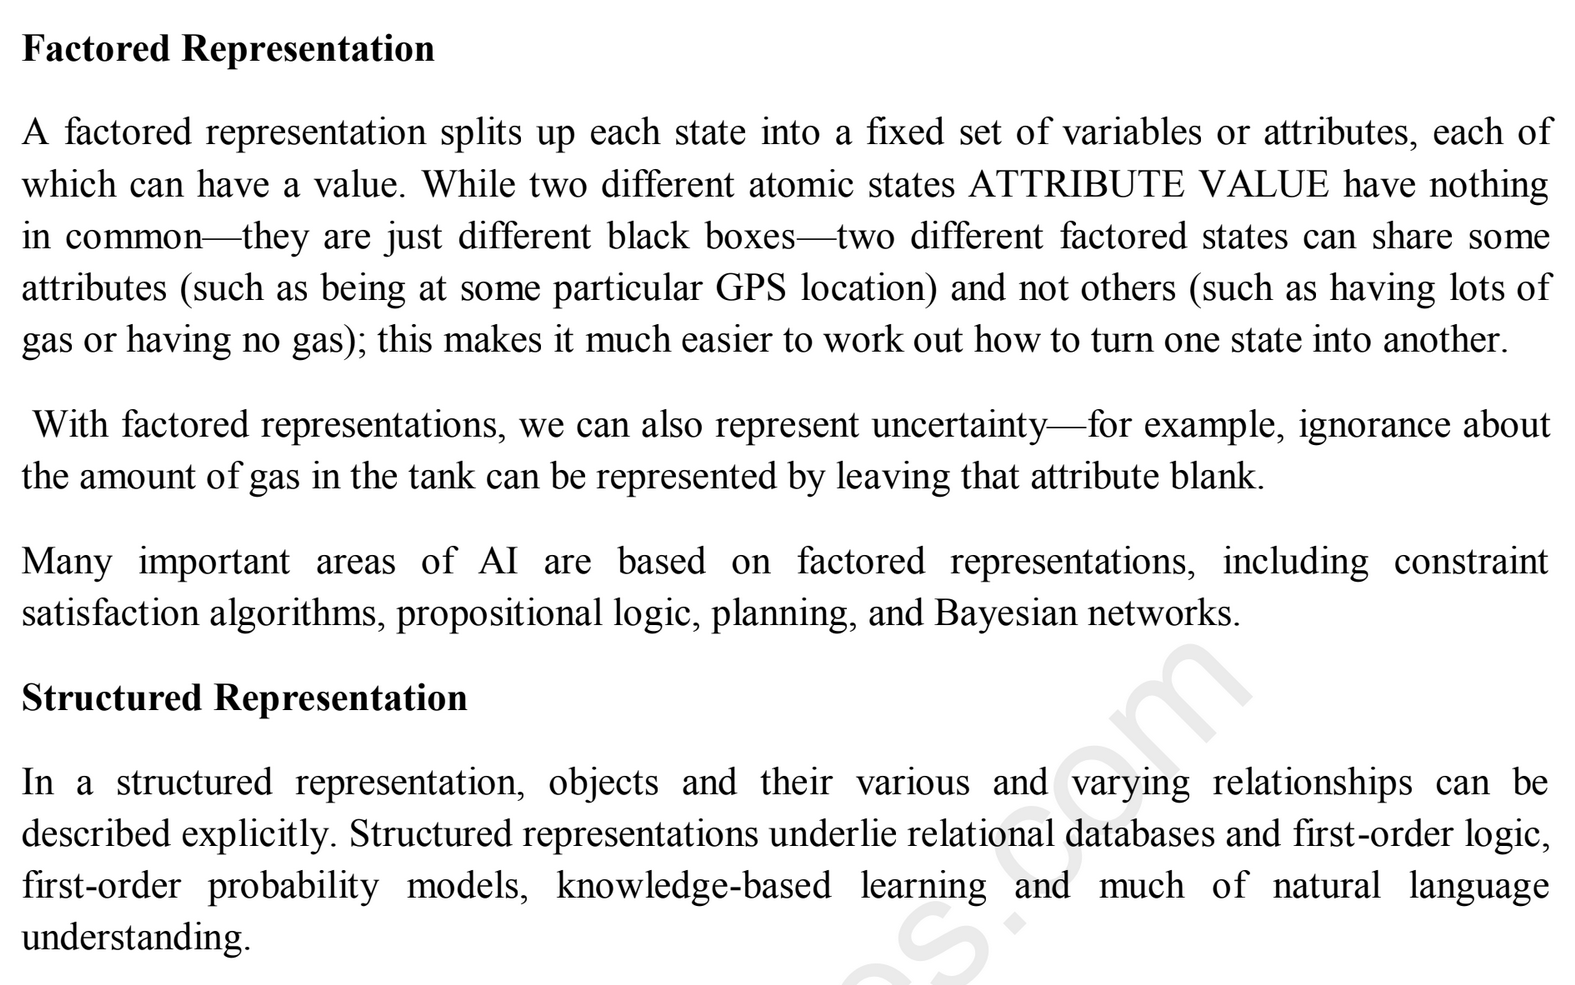 Factored Representation
A factored representation splits up each state into a fixed set of variables or attributes, each of
which can have a value. While two different atomic states ATTRIBUTE VALUE have nothing
in common—they are just different black boxes—two different factored states can share some
attributes (such as being at some particular GPS location) and not others (such as having lots of
gas or having no gas); this makes it much easier to work out how to turn one state into another.
With factored representations, we can also represent uncertainty—for example, ignorance about
the amount of gas in the tank can be represented by leaving that attribute blank.
Many important areas of AI are based on factored representations, including constraint
satisfaction algorithms, propositional logic, planning, and Bayesian networks.
Structured Representation
In a structured representation, objects and their various and varying relationships can be
described explicitly. Structured representations underlie relational databases and first-order logic,
first-order probability models, knowledge-based learning and much of natural language
understanding.